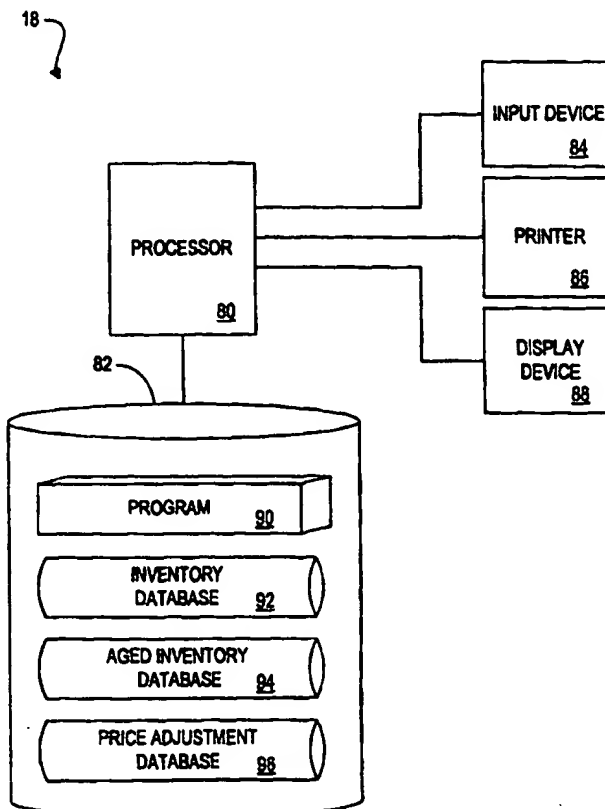 18
INPUT DEVICE
84
PROCESSOR
80
PRINTER
86
DISPLAY
DEVICE
88
82
PROGRAM
90
INVENTORY
DATABASE
92
AGED INVENTORY
DATABASE
94
PRICE ADJUSTMENT
DATABASE
96